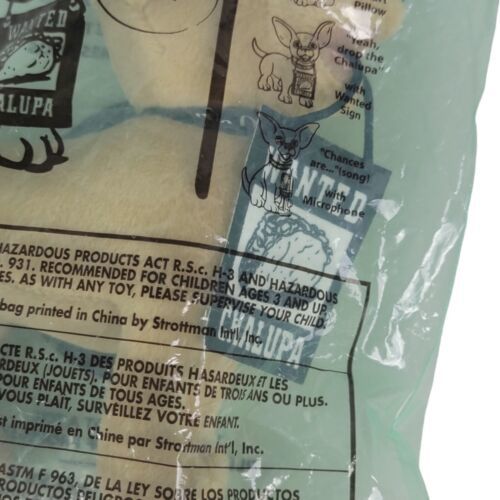 Pillow
"Yeah,
drop the
Chalupa"
with
Wanted
Sign
WANTED
CHALUPA
"Chances
are..." (song)
with
Microphone
WANTED
CHALUPA
HAZARDOUS PRODUCTS ACT R.S.c. H-3 AND HAZARDOUS
. 931. RECOMMENDED FOR CHILDREN AGES 3 AND UP.
ES. AS WITH ANY TOY, PLEASE SUPERVISE YOUR CHILD.
bag printed in China by Strottman Int'l, Inc.
CTE R.S.c. H-3 DES PRODUITS HASARDEUX ET LES
RDEUX (JOUETS). POUR ENFANTS DE TROIS ANS OU PLUS.
POUR ENFANTS DE TOUS AGES.
VOUS PLAIT, SURVEILLEZ VOTRE ENFANT.
st imprimé en Chine par Strottman Int'l, Inc.
ASTM F 963, DE LA LEY SOBRE LOS PRODUCTOS